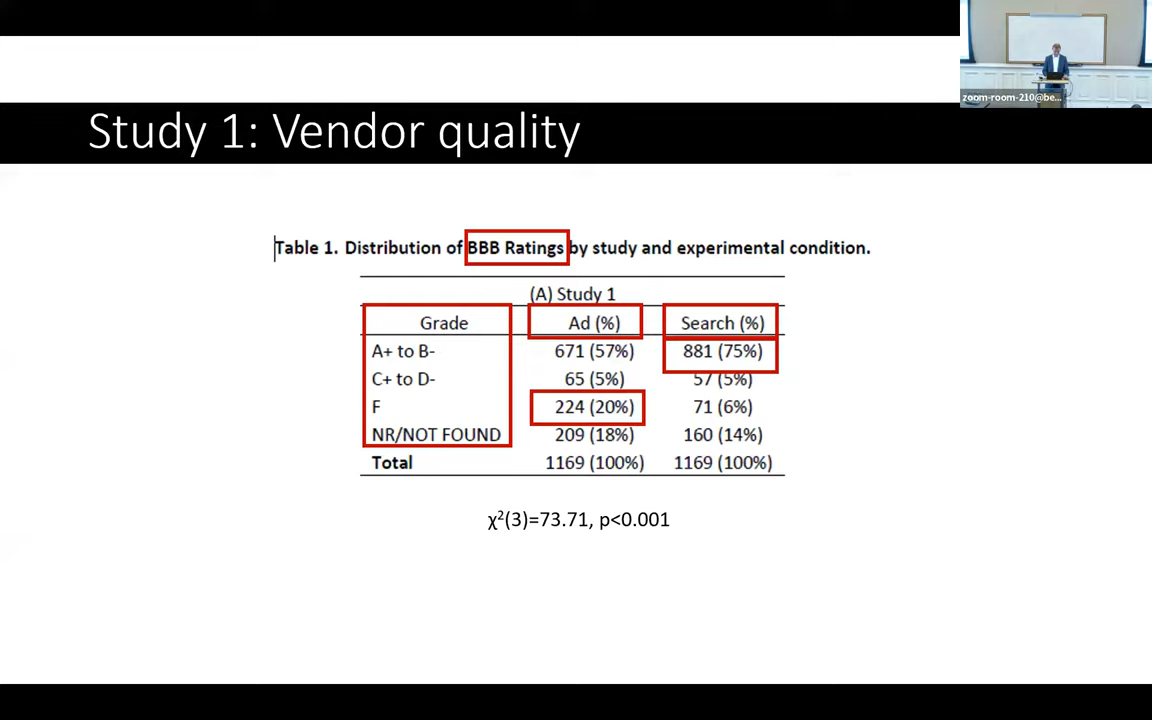 zoom-room-210@be...
Study 1: Vendor quality
Table 1. Distribution of BBB Ratings by study and experimental condition.
(A) Study 1
Grade Ad (%) Search (%)
A+ to B- 671 (57%) 881 (75%)
C+ to D- 65 (5%) 57 (5%)
F 224 (20%) 71 (6%)
NR/NOT FOUND 209 (18%) 160 (14%)
Total 1169 (100%) 1169 (100%)
χ²(3)=73.71, p<0.001